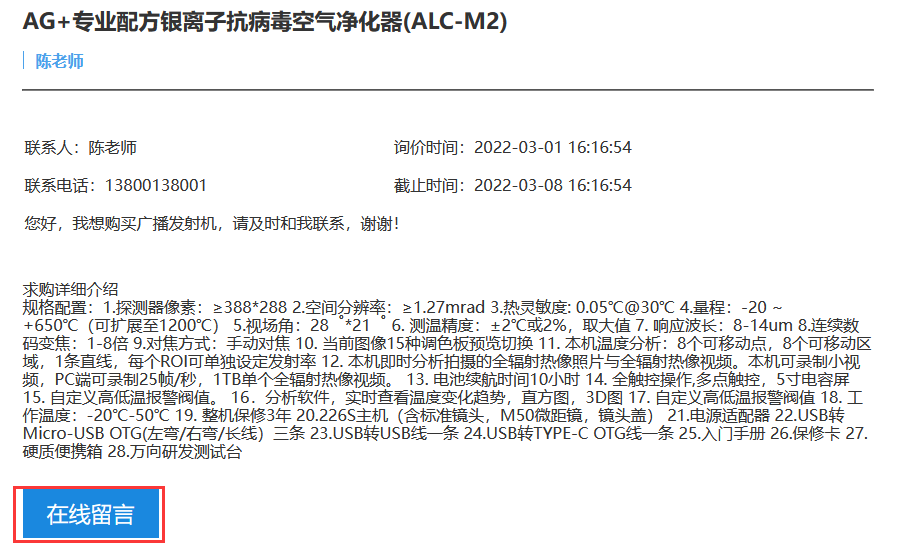 AG+专业配方银离子抗病毒空气净化器(ALC-M2)
陈老师
联系人：陈老师
询价时间：2022-03-01 16:16:54
联系电话：13800138001
截止时间：2022-03-08 16:16:54
您好，我想购买广播发射机，请及时和我联系，谢谢！
求购详细介绍
规格配置：1.探测器像素：≥388*288 2.空间分辨率：≥1.27mrad 3.热灵敏度: 0.05℃@30℃ 4.量程：-20 ~
+650℃（可扩展至1200℃） 5.视场角：28゜*21゜ 6. 测温精度：±2℃或2%，取大值 7. 响应波长：8-14um 8.连续数
码变焦：1-8倍 9.对焦方式：手动对焦 10. 当前图像15种调色板预览切换 11. 本机温度分析：8个可移动点，8个可移动区
域，1条直线，每个ROI可单独设定发射率 12. 本机即时分析拍摄的全辐射热像照片与全辐射热像视频。本机可录制小视
频，PC端可录制25帧/秒，1TB单个全辐射热像视频。 13. 电池续航时间10小时 14. 全触控操作,多点触控，5寸电容屏
15. 自定义高低温报警阀值。 16．分析软件，实时查看温度变化趋势，直方图，3D图 17. 自定义高低温报警阀值 18. 工
作温度：-20℃-50℃ 19. 整机保修3年 20.226S主机（含标准镜头，M50微距镜，镜头盖） 21.电源适配器 22.USB转
Micro-USB OTG(左弯/右弯/长线）三条 23.USB转USB线一条 24.USB转TYPE-C OTG线一条 25.入门手册 26.保修卡 27.
硬质便携箱 28.万向研发测试台
在线留言